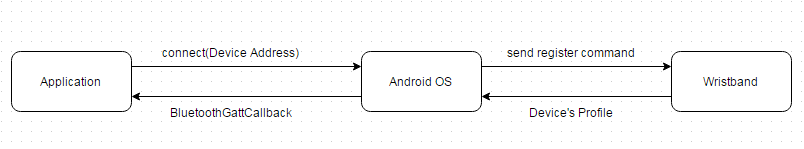 connect(Device Address)
send register command
Application
Android OS
Wristband
BluetoothGattCallback
Device's Profile